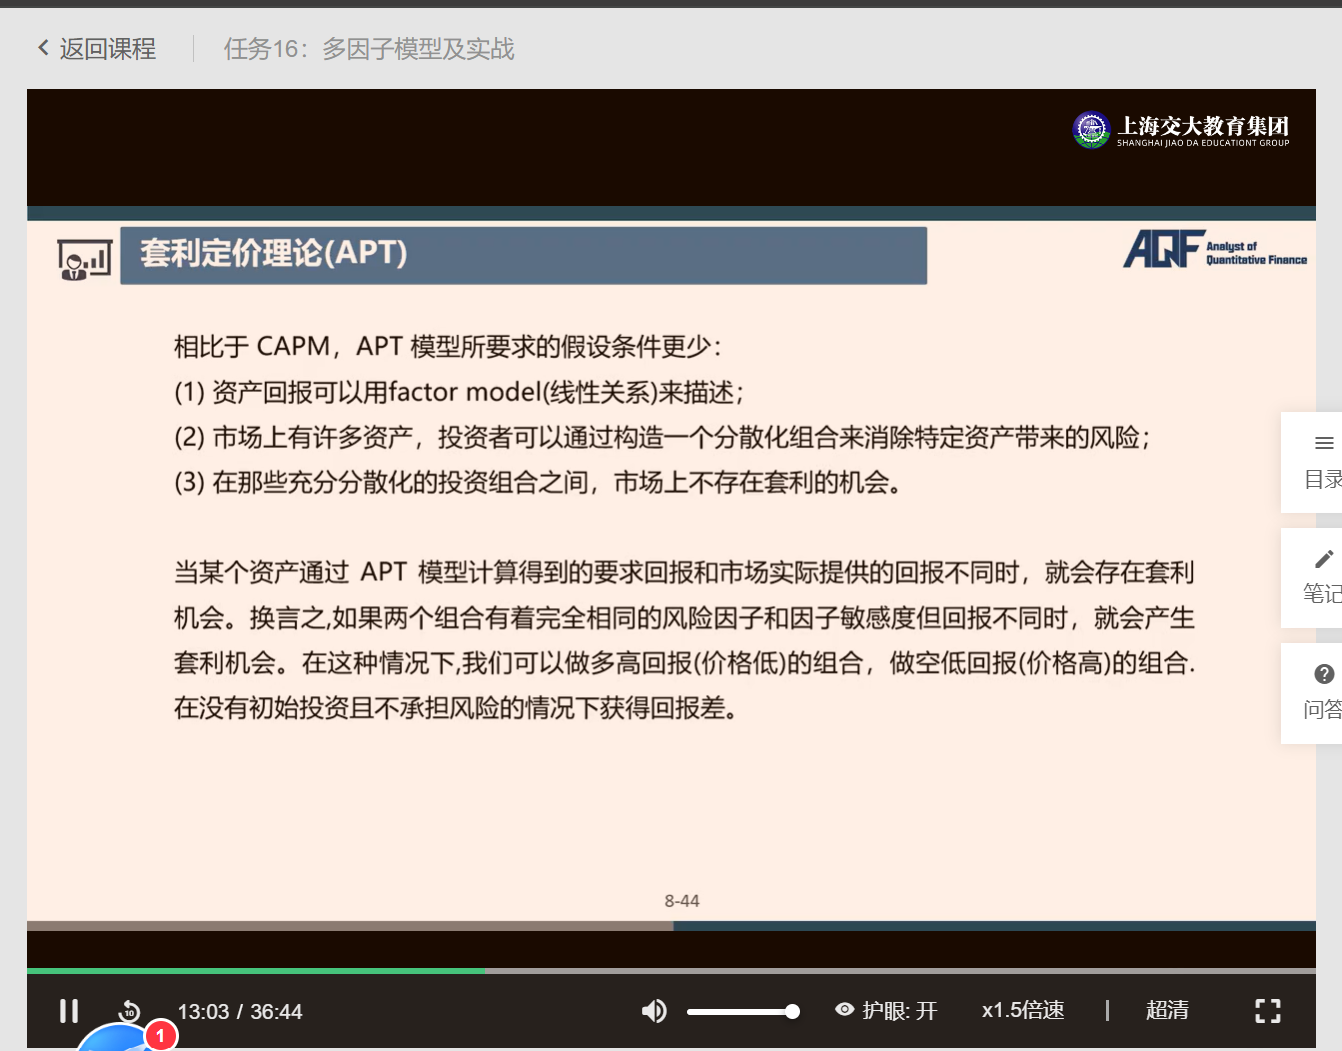 返回课程
任务16：多因子模型及实战
上海交大教育集团
SHANGHAI JIAO DA EDUCATIONT GROUP
套利定价理论(APT)
AQF Analyst of
Quantitative Finance
相比于 CAPM，APT 模型所要求的假设条件更少：
(1) 资产回报可以用factor model(线性关系)来描述；
(2) 市场上有许多资产，投资者可以通过构造一个分散化组合来消除特定资产带来的风险；
(3) 在那些充分分散化的投资组合之间，市场上不存在套利的机会。
当某个资产通过 APT 模型计算得到的要求回报和市场实际提供的回报不同时，就会存在套利
机会。换言之,如果两个组合有着完全相同的风险因子和因子敏感度但回报不同时，就会产生
套利机会。在这种情况下,我们可以做多高回报(价格低)的组合，做空低回报(价格高)的组合.
在没有初始投资且不承担风险的情况下获得回报差。
8-44
目录
笔记
问答
10
13:03 / 36:44
护眼: 开
x1.5倍速
超清
1